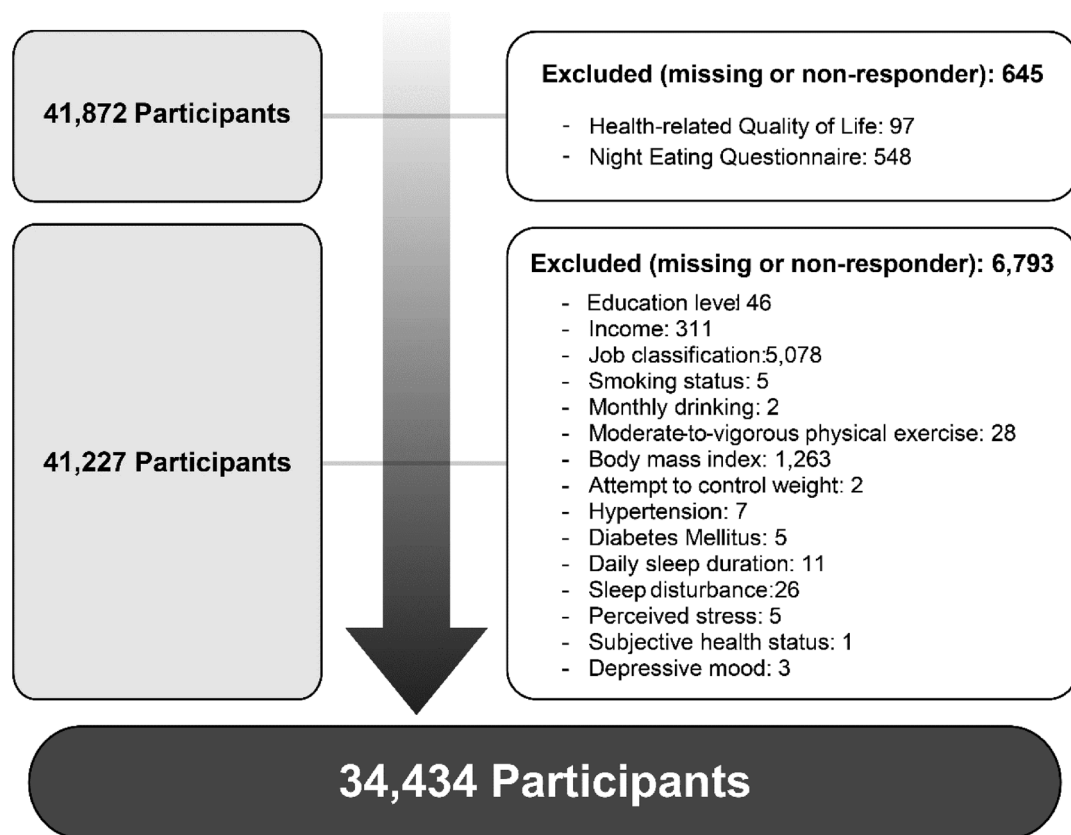 41,872 Participants
Excluded (missing or non-responder): 645
- Health-related Quality of Life: 97
- Night Eating Questionnaire: 548
41,227 Participants
Excluded (missing or non-responder): 6,793
- Education level: 46
- Income: 311
- Job classification:5,078
- Smoking status: 5
- Monthly drinking: 2
- Moderate-to-vigorous physical exercise: 28
- Body mass index: 1,263
- Attempt to control weight: 2
- Hypertension: 7
- Diabetes Mellitus: 5
- Daily sleep duration: 11
- Sleep disturbance:26
- Perceived stress: 5
- Subjective health status: 1
- Depressive mood: 3
34,434 Participants